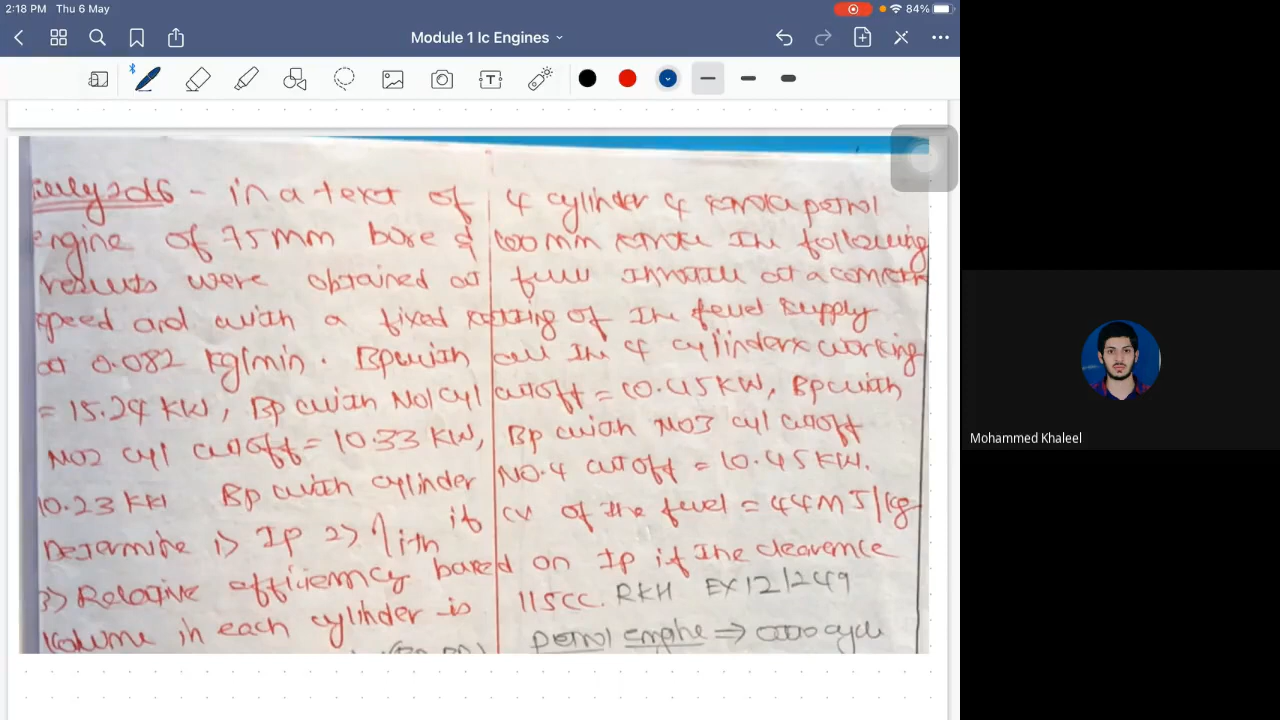 2:18 PM Thu 6 May
84%
Module 1 Ic Engines
July 2016 - in a test of 4 cylinder 4 stroke petrol
engine of 75mm bore & 100 mm stroke the following
results were obtained at full throttle at a constn
speed and with a fixed setting of the fuel supply
at 0.082 kg/min. Bp with all the 4 cylinders working
= 15.24 KW, Bp with No1 cyl cutoff = 10.45 KW, Bp with
NO2 cyl cutoff = 10.33 KW, Bp with NO3 cyl cutoff
10.23 KW Bp with cylinder NO.4 cutoff = 10.45 KW.
Determine i> Ip 2> ηith if cv of the fuel = 44 MJ/kg
3> Relative efficiency based on Ip if the clearence
volume in each cylinder is 115cc. RKH EX 12/249
petrol engine ⇒ otto cycle
Mohammed Khaleel